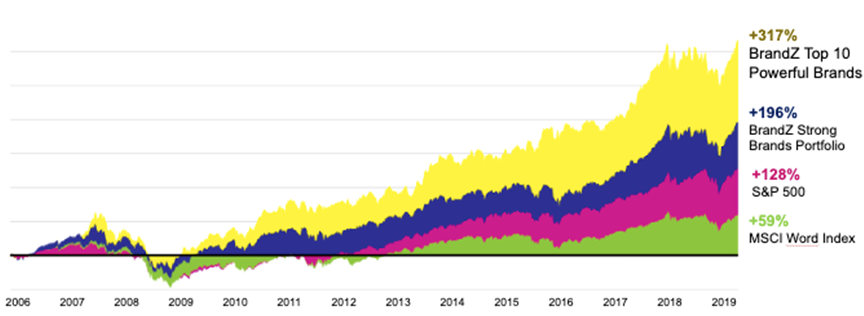 +317%
BrandZ Top 10
Powerful Brands
+196%
BrandZ Strong
Brands Portfolio
+128%
S&P 500
+59%
MSCI Word Index
2006 2007 2008 2009 2010 2011 2012 2013 2014 2015 2016 2017 2018 2019